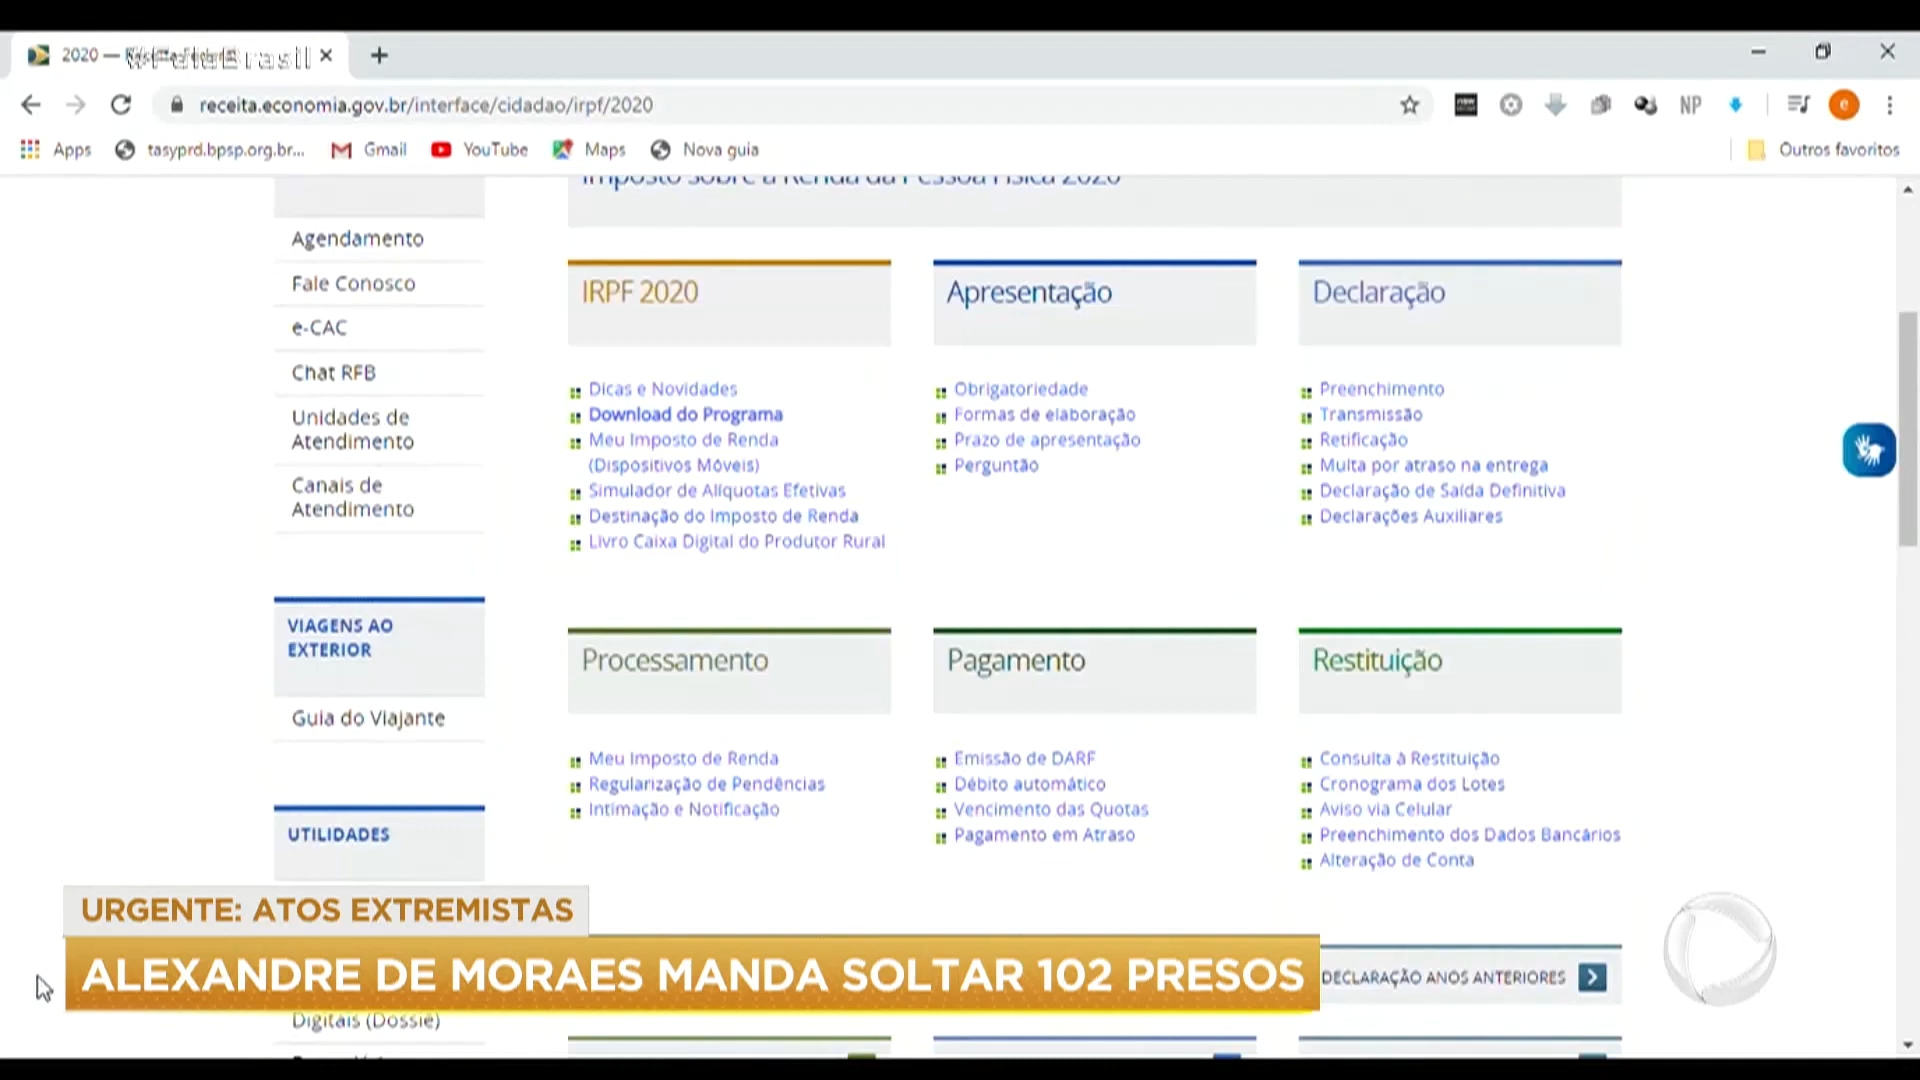 2020 —
receita.economia.gov.br/interface/cidadao/irpf/2020
NP
e
Apps
tasyprd.bpsp.org.br...
Gmail
YouTube
Maps
Nova guia
Outros favoritos
Imposto sobre a Renda da Pessoa Física 2020
Agendamento
Fale Conosco
e-CAC
Chat RFB
Unidades de
Atendimento
Canais de
Atendimento
VIAGENS AO
EXTERIOR
Guia do Viajante
UTILIDADES
Digitais (Dossiê)
IRPF 2020
Dicas e Novidades
Download do Programa
Meu Imposto de Renda
(Dispositivos Móveis)
Simulador de Alíquotas Efetivas
Destinação do Imposto de Renda
Livro Caixa Digital do Produtor Rural
Apresentação
Obrigatoriedade
Formas de elaboração
Prazo de apresentação
Perguntão
Declaração
Preenchimento
Transmissão
Retificação
Multa por atraso na entrega
Declaração de Saída Definitiva
Declarações Auxiliares
Processamento
Meu Imposto de Renda
Regularização de Pendências
Intimação e Notificação
Pagamento
Emissão de DARF
Débito automático
Vencimento das Quotas
Pagamento em Atraso
Restituição
Consulta à Restituição
Cronograma dos Lotes
Aviso via Celular
Preenchimento dos Dados Bancários
Alteração de Conta
DECLARAÇÃO ANOS ANTERIORES
URGENTE: ATOS EXTREMISTAS
ALEXANDRE DE MORAES MANDA SOLTAR 102 PRESOS